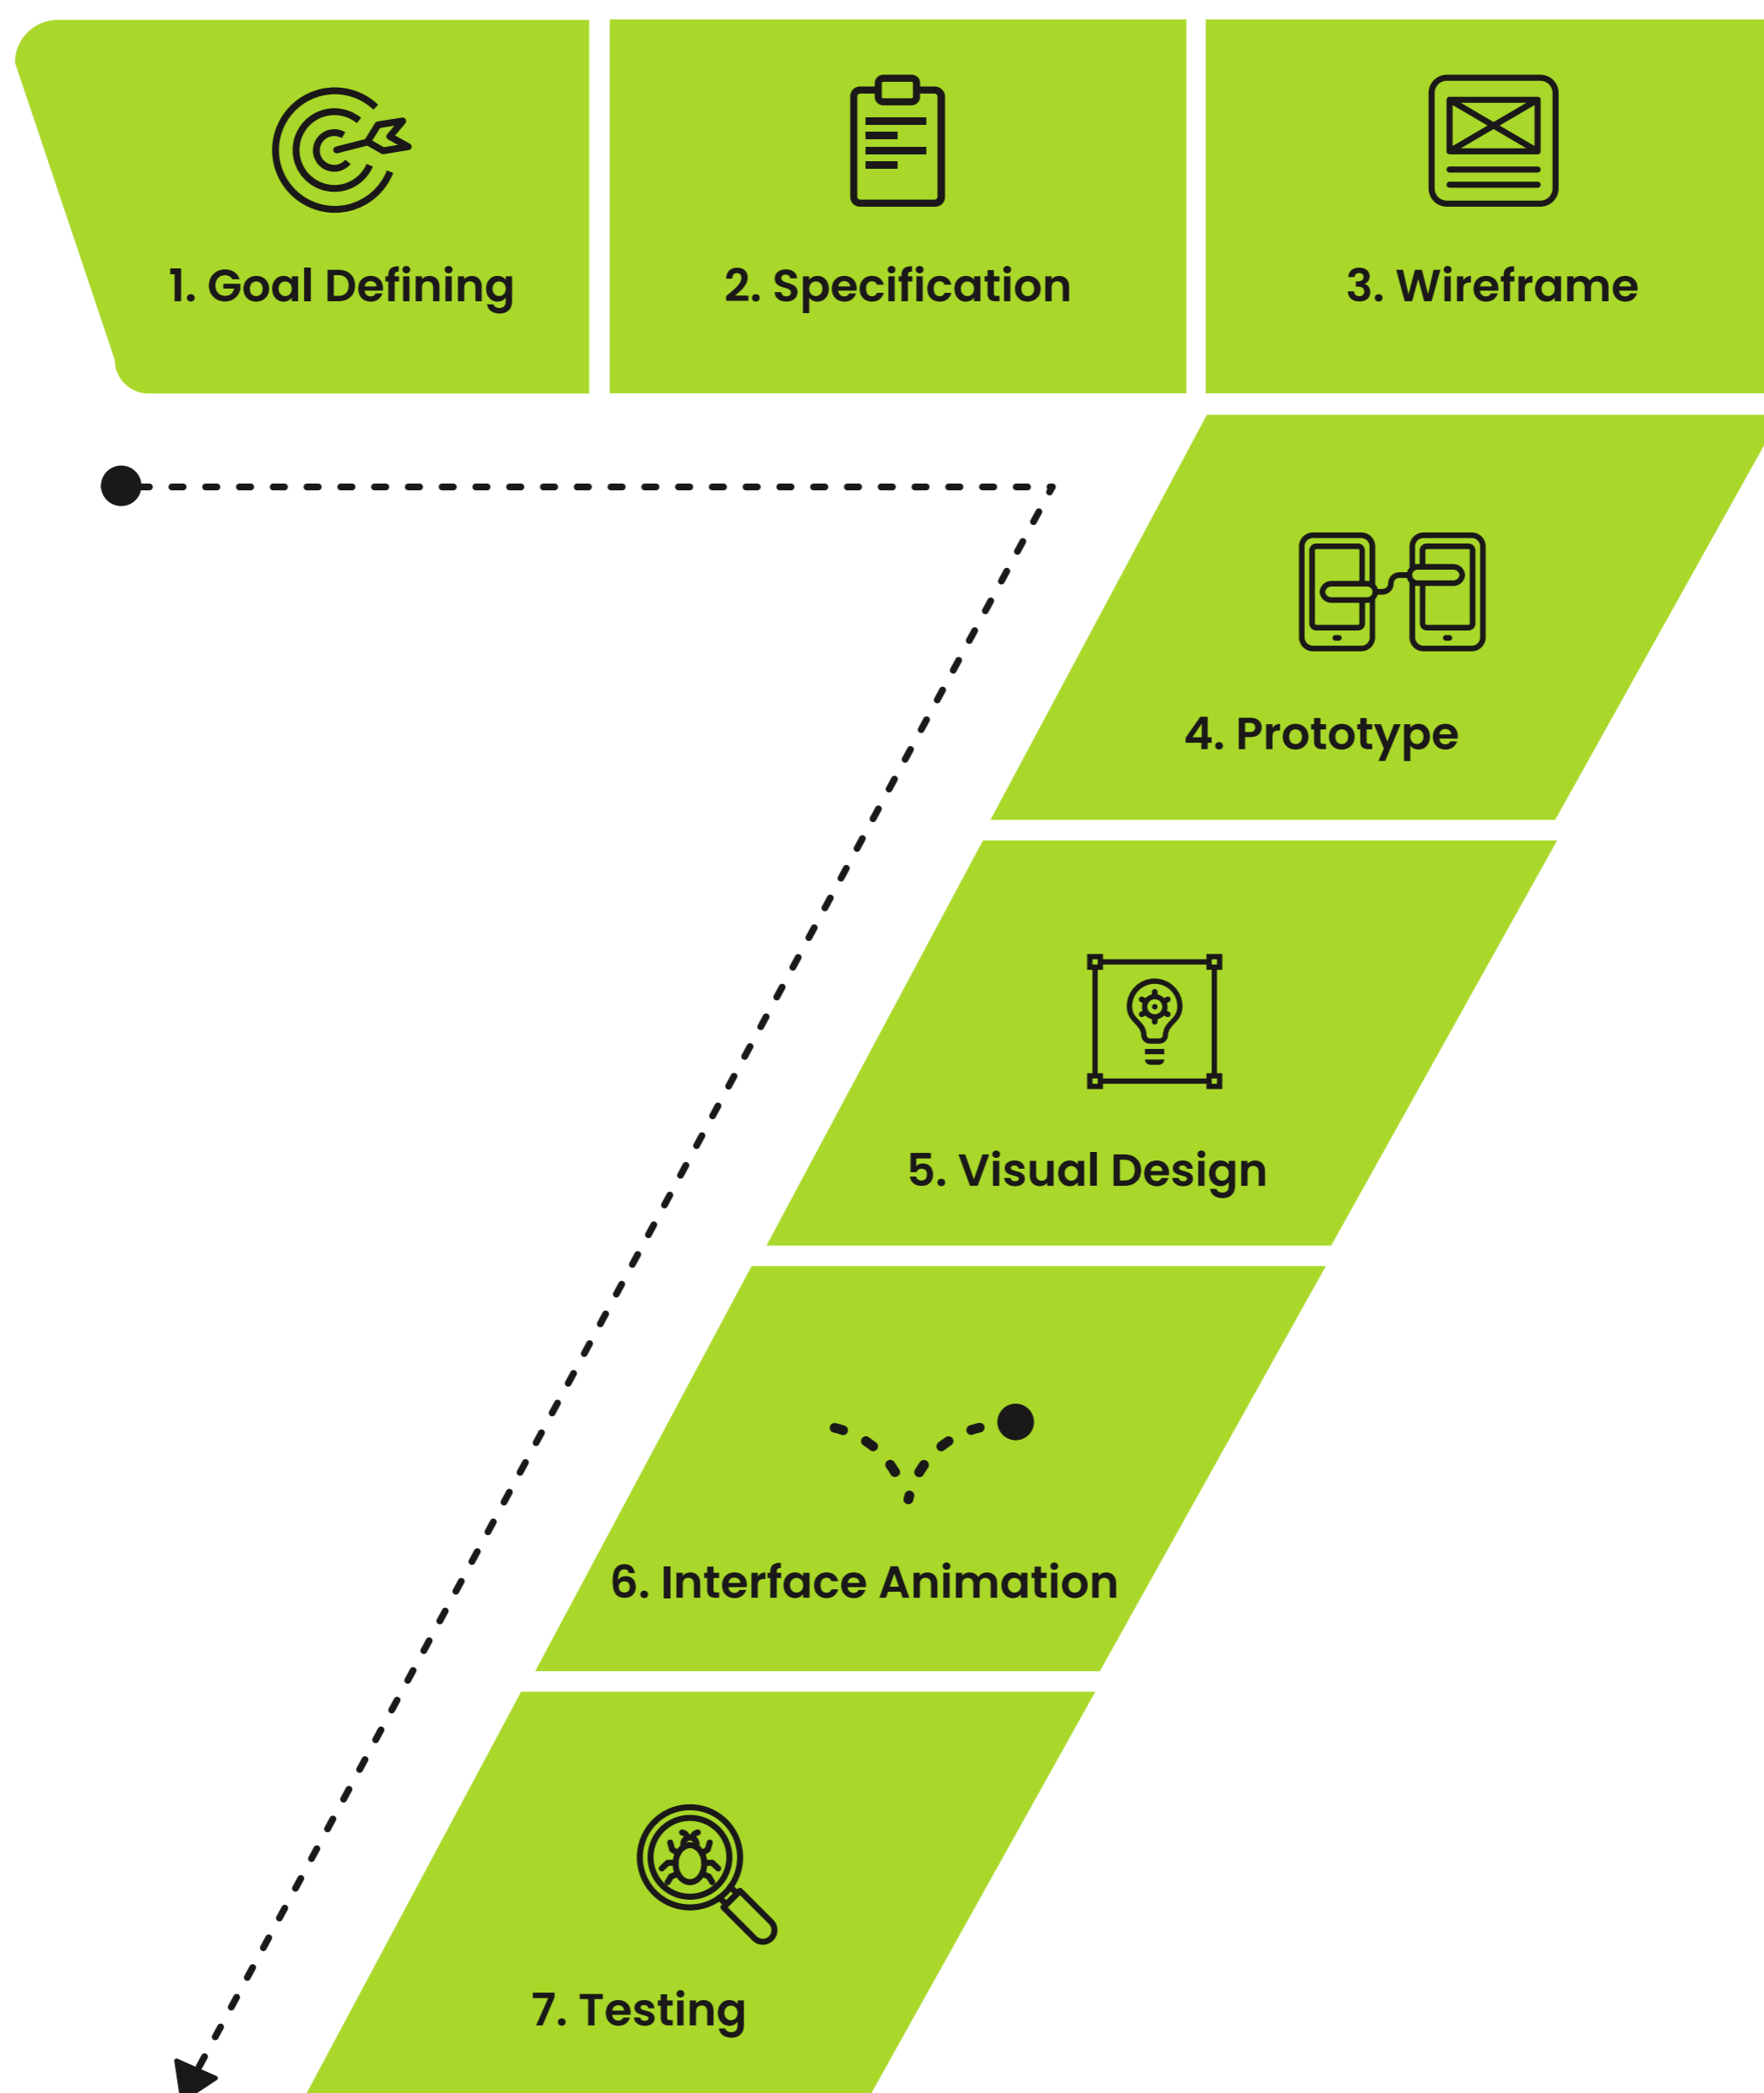 1. Goal Defining
2. Specification
3. Wireframe
4. Prototype
5. Visual Design
6. Interface Animation
7. Testing